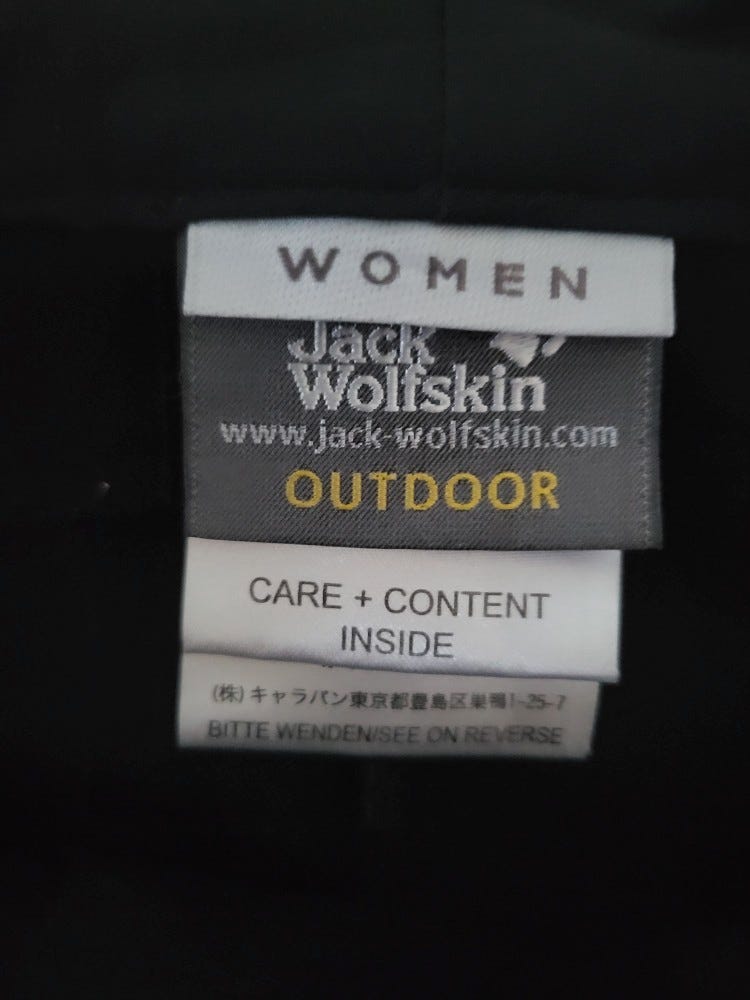 WOMEN
Jack
Wolfskin
www.jack-wolfskin.com
OUTDOOR
CARE + CONTENT
INSIDE
(株)キャラバン東京都豊島区巣鴨1-25-7
BITTE WENDEN/SEE ON REVERSE